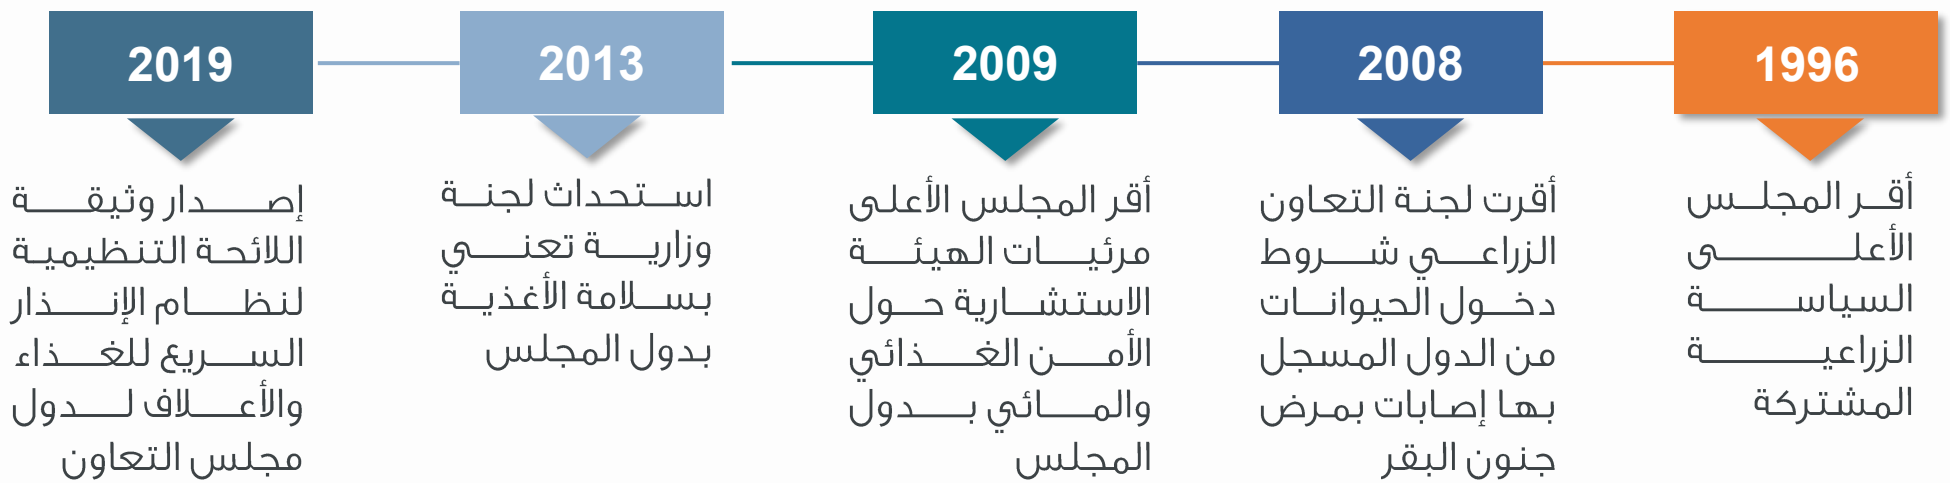 1996
أقر المجلس
الأعلى
السياسة
الزراعية
المشتركة
2008
أقرت لجنة التعاون
الزراعي شروط
دخول الحيوانات
من الدول المسجل
بها إصابات بمرض
جنون البقر
2009
أقر المجلس الأعلى
مرئيات الهيئة
الاستشارية حول
الأمن الغذائي
والمائي بدول
المجلس
2013
استحداث لجنة
وزارية تعني
بسلامة الأغذية
بدول المجلس
2019
إصدار وثيقة
اللائحة التنظيمية
لنظام الإنذار
السريع للغذاء
والأعلاف لدول
مجلس التعاون